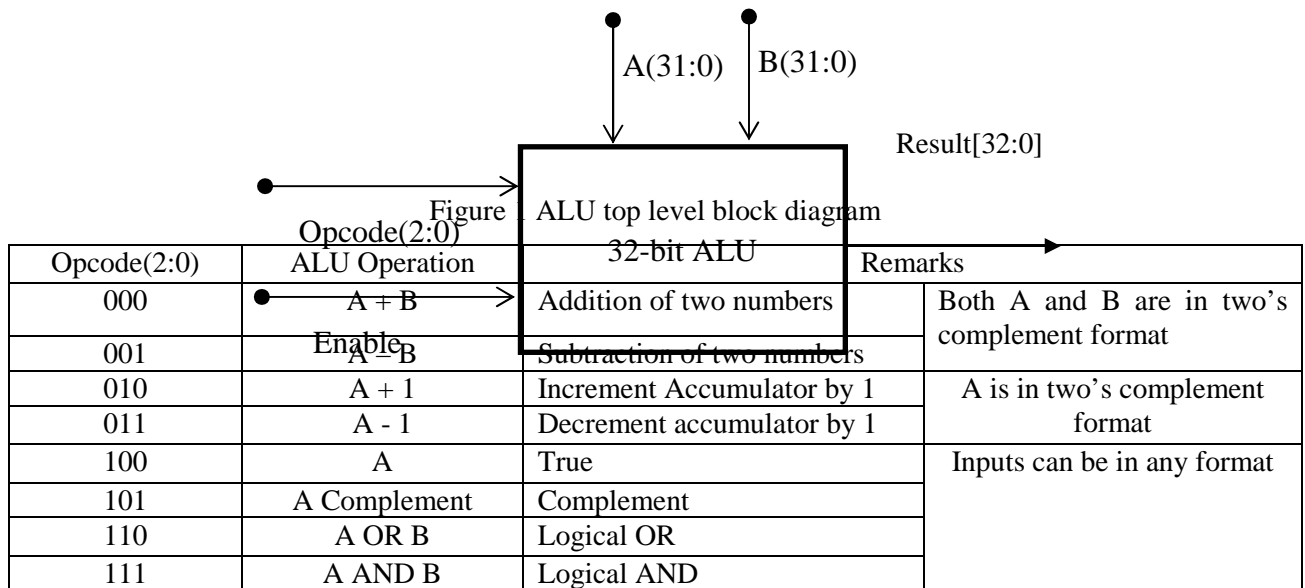 A(31:0) B(31:0)
Result[32:0]
Figure 1 ALU top level block diagram
Opcode(2:0)
32-bit ALU
Enable
Opcode(2:0) ALU Operation Remarks
000 A + B Addition of two numbers Both A and B are in two's
complement format
001 A – B Subtraction of two numbers
010 A + 1 Increment Accumulator by 1 A is in two's complement
format
011 A - 1 Decrement accumulator by 1
100 A True Inputs can be in any format
101 A Complement Complement
110 A OR B Logical OR
111 A AND B Logical AND